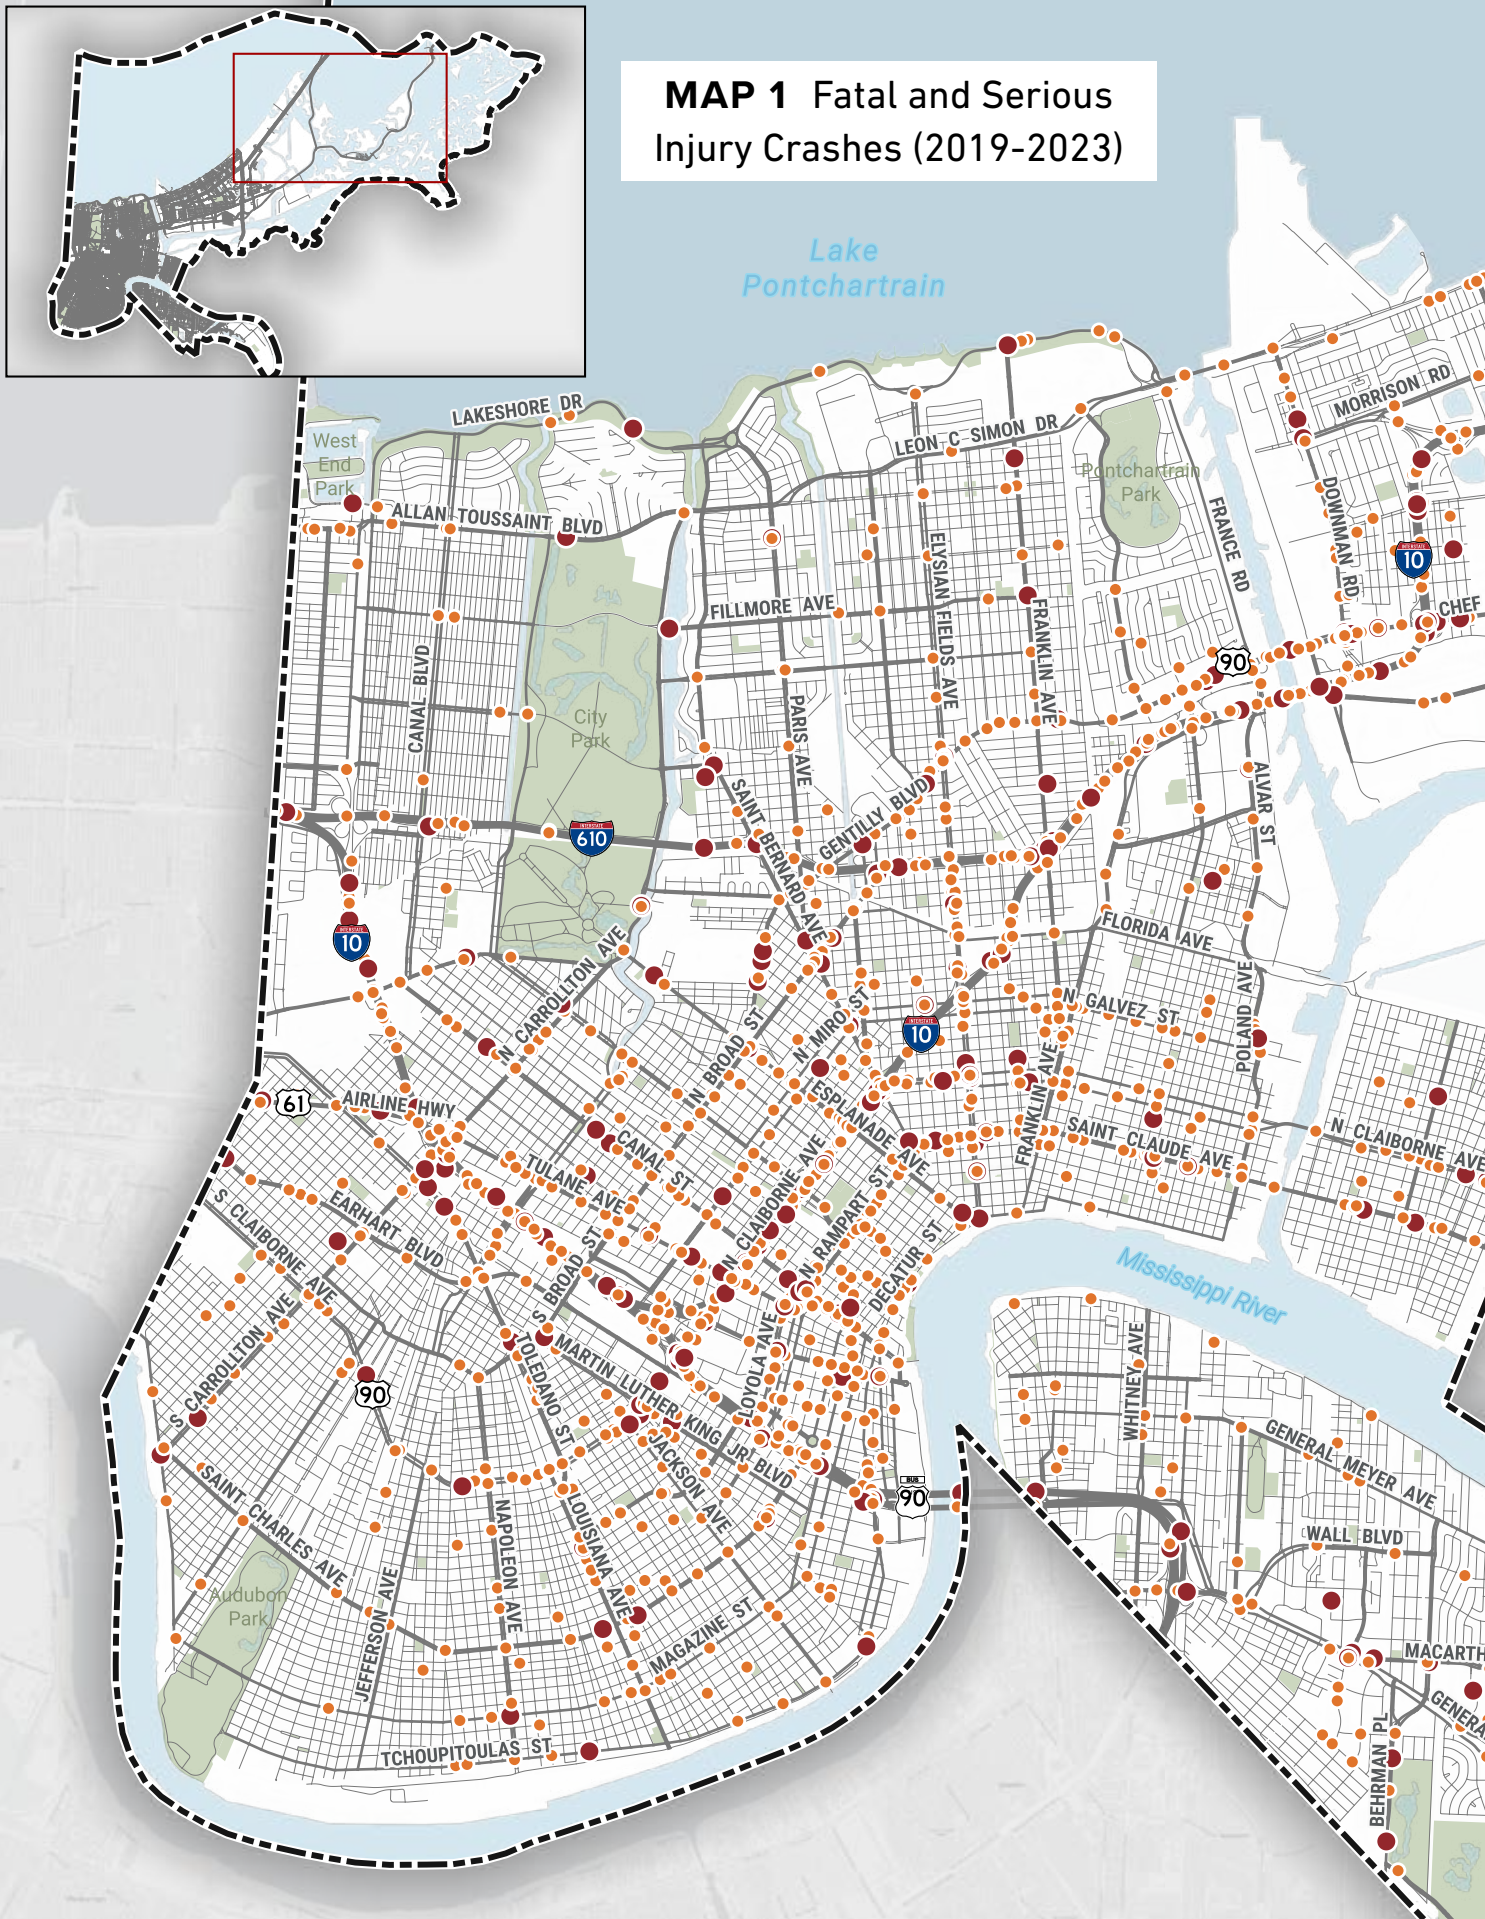 MAP 1 Fatal and Serious
Injury Crashes (2019-2023)
Lake
Pontchartrain
LAKESHORE DR
West
End
Park
LEON C SIMON DR
MORRISON RD
Pontchartrain
Park
ALLAN TOUSSAINT BLVD
FRANCE RD
DOWNMAN RD
INTERSTATE
10
ELYSIAN FIELDS AVE
FILLMORE AVE
FRANKLIN AVE
CHEF
90
CANAL BLVD
City
Park
PARIS AVE
SAINT BERNARD AVE
GENTILLY BLVD
ALVAR ST
INTERSTATE
610
INTERSTATE
10
FLORIDA AVE
N CARROLLTON AVE
POLAND AVE
N GALVEZ ST
N MIRO ST
INTERSTATE
10
N BROAD ST
61
AIRLINE HWY
ESPLANADE AVE
FRANKLIN AVE
SAINT CLAUDE AVE
N CLAIBORNE AVE
CANAL ST
TULANE AVE
N CLAIBORNE AVE
N RAMPART ST
S CLAIBORNE AVE
EARHART BLVD
DECATUR ST
S BROAD ST
Mississippi River
S CARROLLTON AVE
TOLEDANO ST
MARTIN LUTHER KING JR BLVD
LOYOLA AVE
WHITNEY AVE
90
GENERAL MEYER AVE
JACKSON AVE
SAINT CHARLES AVE
BUS
90
NAPOLEON AVE
LOUISIANA AVE
WALL BLVD
Audubon
Park
JEFFERSON AVE
MAGAZINE ST
MACARTH
GENERA
BEHRMAN PL
TCHOUPITOULAS ST